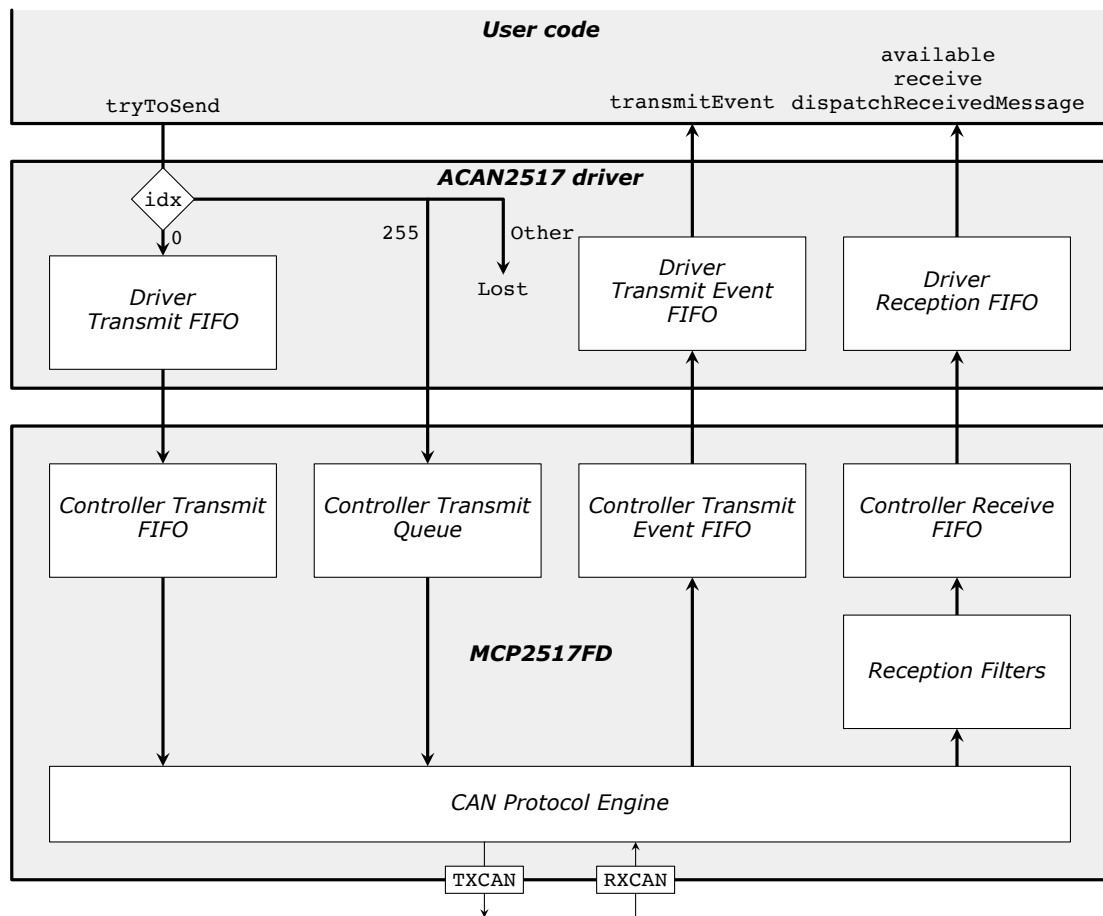 User code
available
receive
dispatchReceivedMessage
tryToSend
transmitEvent
ACAN2517 driver
idx
0
255
Other
Lost
Driver
Transmit FIFO
Driver
Transmit Event
FIFO
Driver
Reception FIFO
Controller Transmit
FIFO
Controller Transmit
Queue
Controller Transmit
Event FIFO
Controller Receive
FIFO
MCP2517FD
Reception Filters
CAN Protocol Engine
TXCAN
RXCAN